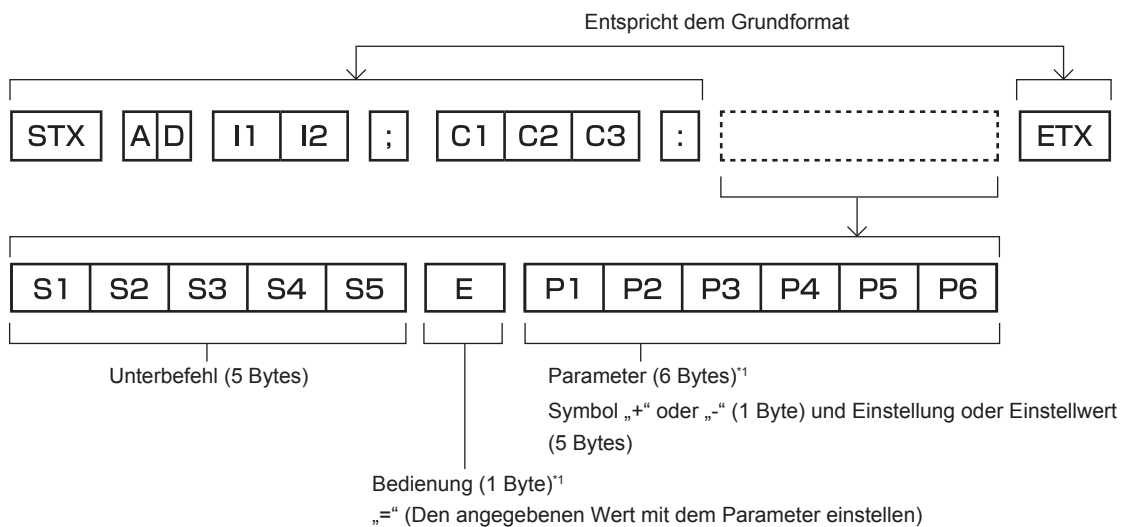 Entspricht dem Grundformat
STX A D I1 I2 ; C1 C2 C3 : ETX
S1 S2 S3 S4 S5 E P1 P2 P3 P4 P5 P6
Unterbefehl (5 Bytes)
Parameter (6 Bytes)*1
Symbol „+“ oder „-“ (1 Byte) und Einstellung oder Einstellwert
(5 Bytes)
Bedienung (1 Byte)*1
„=“ (Den angegebenen Wert mit dem Parameter einstellen)